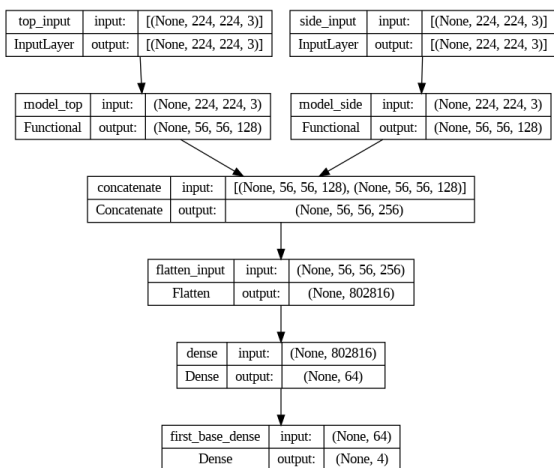 top_input input: [(None, 224, 224, 3)]
InputLayer output: [(None, 224, 224, 3)]
side_input input: [(None, 224, 224, 3)]
InputLayer output: [(None, 224, 224, 3)]
model_top input: (None, 224, 224, 3)
Functional output: (None, 56, 56, 128)
model_side input: (None, 224, 224, 3)
Functional output: (None, 56, 56, 128)
concatenate input: [(None, 56, 56, 128), (None, 56, 56, 128)]
Concatenate output: (None, 56, 56, 256)
flatten_input input: (None, 56, 56, 256)
Flatten output: (None, 802816)
dense input: (None, 802816)
Dense output: (None, 64)
first_base_dense input: (None, 64)
Dense output: (None, 4)